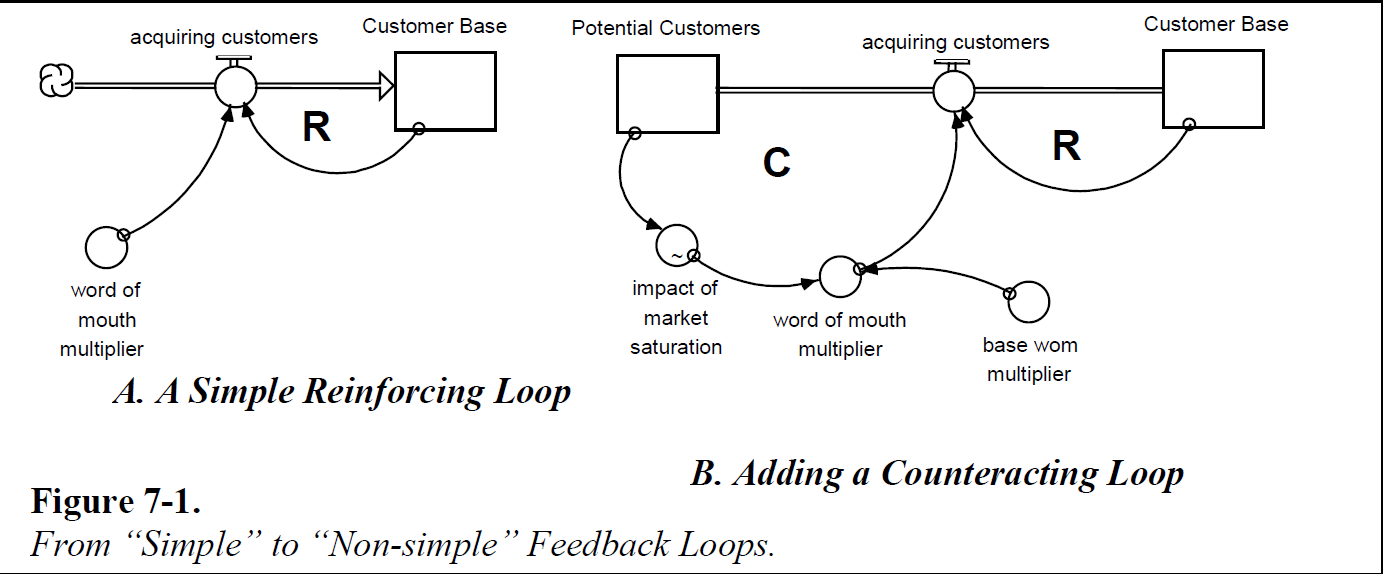 acquiring customers
Customer Base
R
word of
mouth
multiplier
A. A Simple Reinforcing Loop
Potential Customers
acquiring customers
Customer Base
C
R
~
impact of
market
saturation
word of mouth
multiplier
base wom
multiplier
B. Adding a Counteracting Loop
Figure 7-1.
From “Simple” to “Non-simple” Feedback Loops.